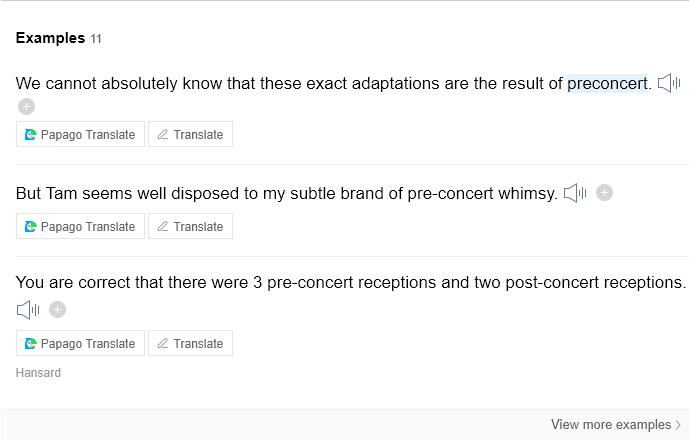 Examples 11
We cannot absolutely know that these exact adaptations are the result of preconcert.
Papago Translate Translate
But Tam seems well disposed to my subtle brand of pre-concert whimsy.
Papago Translate Translate
You are correct that there were 3 pre-concert receptions and two post-concert receptions.
Papago Translate Translate
Hansard
View more examples >